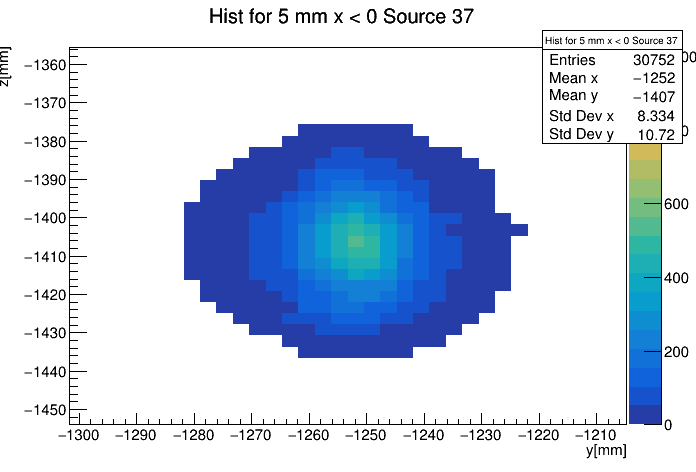 Hist for 5 mm x < 0 Source 37
Hist for 5 mm x < 0 Source 37
Entries 30752
Mean x −1252
Mean y −1407
Std Dev x 8.334
Std Dev y 10.72
z[mm]
−1360
−1370
−1380
−1390
−1400
−1410
−1420
−1430
−1440
−1450
−1300 −1290 −1280 −1270 −1260 −1250 −1240 −1230 −1220 −1210
y[mm]
600
400
200
0